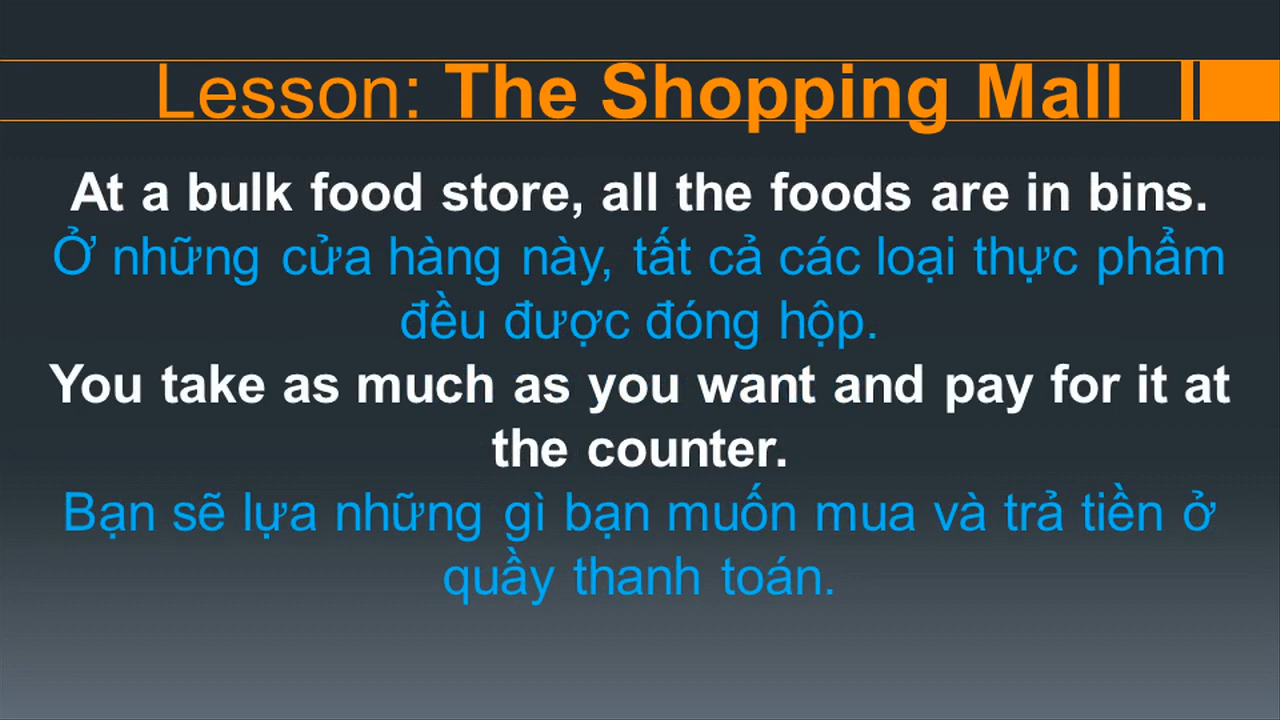 Lesson: The Shopping Mall
At a bulk food store, all the foods are in bins.
Ở những cửa hàng này, tất cả các loại thực phẩm
đều được đóng hộp.
You take as much as you want and pay for it at
the counter.
Bạn sẽ lựa những gì bạn muốn mua và trả tiền ở
quầy thanh toán.